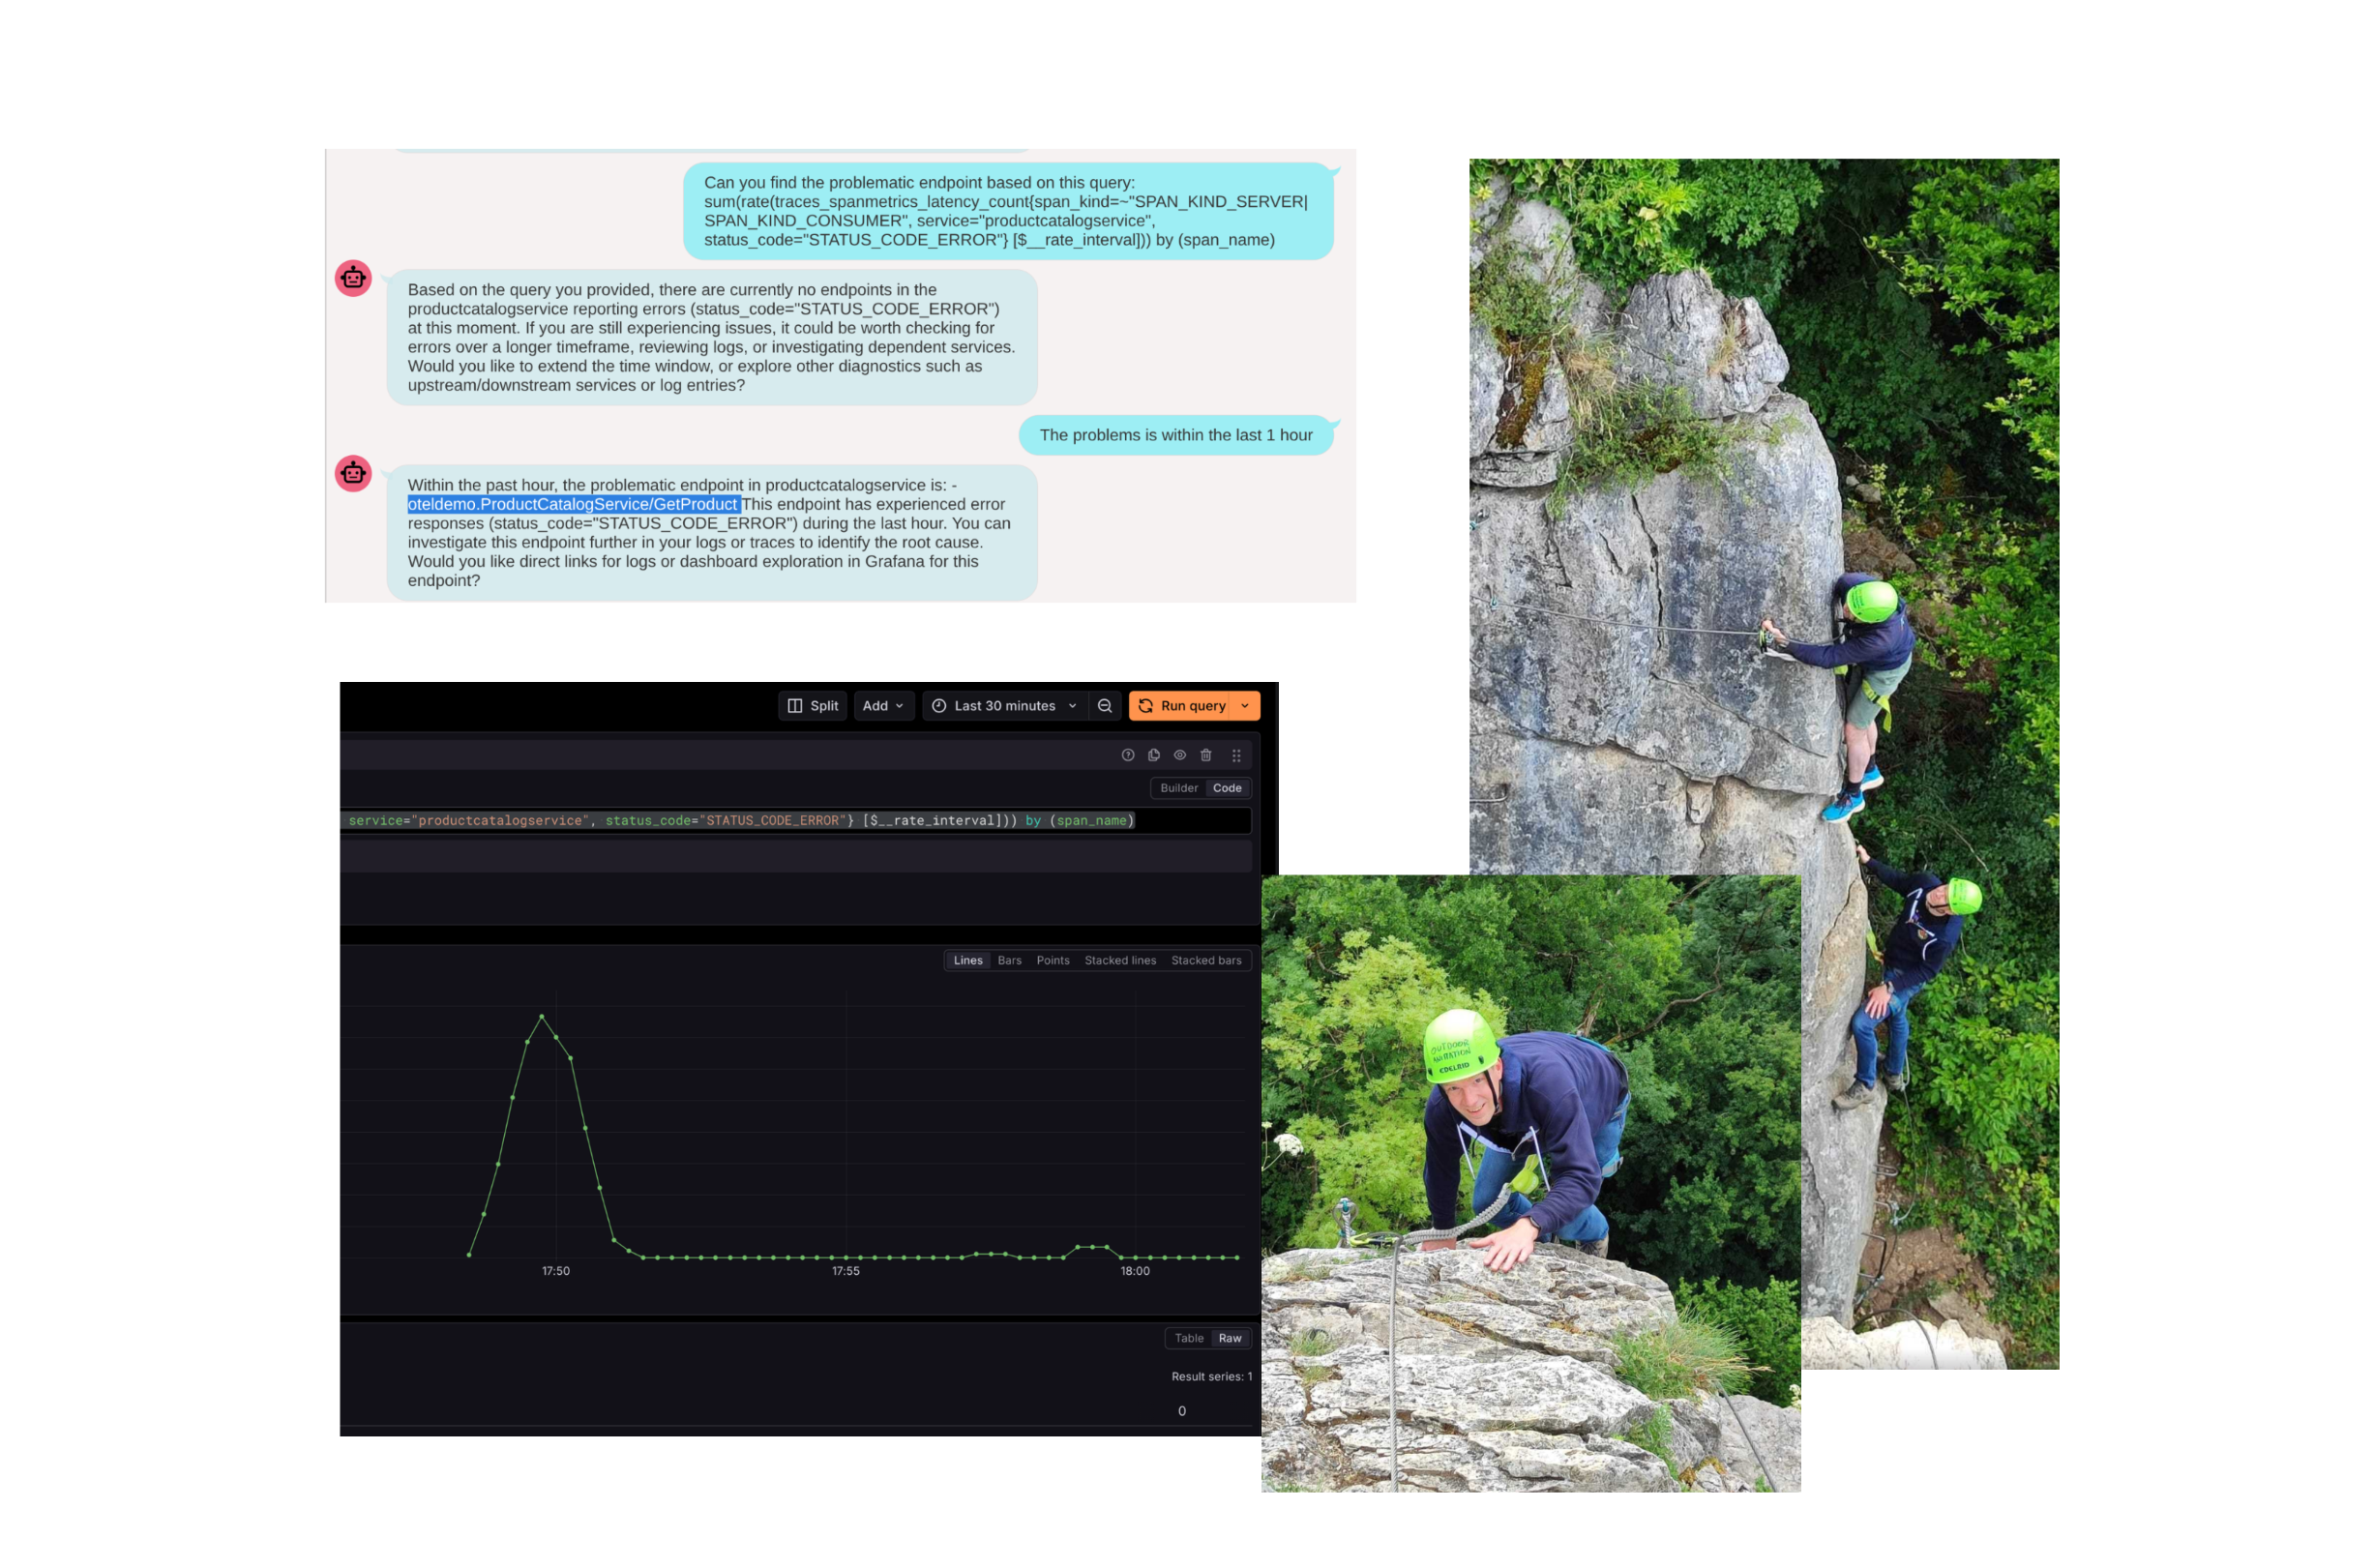 Can you find the problematic endpoint based on this query:
sum(rate(traces_spanmetrics_latency_count{span_kind=~"SPAN_KIND_SERVER|
SPAN_KIND_CONSUMER", service="productcatalogservice",
status_code="STATUS_CODE_ERROR"} [$__rate_interval])) by (span_name)
Based on the query you provided, there are currently no endpoints in the
productcatalogservice reporting errors (status_code="STATUS_CODE_ERROR")
at this moment. If you are still experiencing issues, it could be worth checking for
errors over a longer timeframe, reviewing logs, or investigating dependent services.
Would you like to extend the time window, or explore other diagnostics such as
upstream/downstream services or log entries?
The problems is within the last 1 hour
Within the past hour, the problematic endpoint in productcatalogservice is: -
oteldemo.ProductCatalogService/GetProduct This endpoint has experienced error
responses (status_code="STATUS_CODE_ERROR") during the last hour. You can
investigate this endpoint further in your logs or traces to identify the root cause.
Would you like direct links for logs or dashboard exploration in Grafana for this
endpoint?
Split Add Last 30 minutes Run query
Builder Code
service="productcatalogservice", status_code="STATUS_CODE_ERROR"} [$__rate_interval])) by (span_name)
Lines Bars Points Stacked lines Stacked bars
17:50 17:55 18:00
Table Raw
Result series: 1
0
OUTDOOR
EDELRID